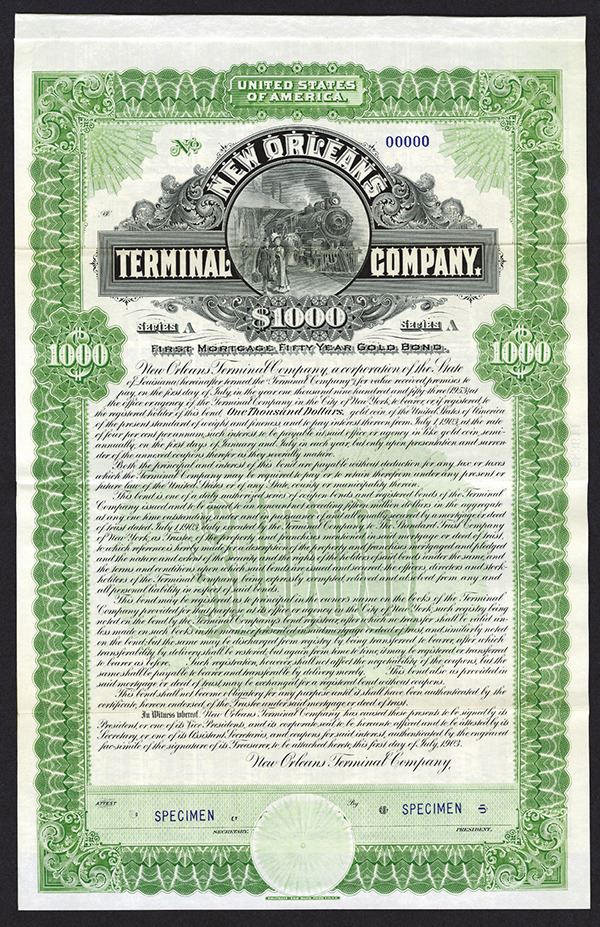 UNITED STATES
OF AMERICA.
No 00000
NEW ORLEANS
TERMINAL COMPANY.
$1000
SERIES A SERIES A
FIRST MORTGAGE FIFTY YEAR GOLD BOND.
1000 1000
New Orleans Terminal Company, a corporation of the State
of Louisiana (hereinafter termed the "Terminal Company") for value received promises to
pay, on the first day of July, in the year one thousand nine hundred and fifty-three (1953) at
the office or agency of the Terminal Company in the City of New York, to bearer, or if registered, to
the registered holder of this bond, One Thousand Dollars, gold coin of the United States of America
of the present standard of weight and fineness, and to pay interest thereon from July 1, 1903, at the rate
of four per cent per annum, such interest to be payable at said office or agency in like gold coin, semi-
annually, on the first days of January and July in each year, but only upon presentation and surren-
der of the annexed coupons therefor as they severally mature.
Both the principal and interest of this bond are payable without deduction for any tax or taxes
which the Terminal Company may be required to pay or to retain therefrom under any present or
future law of the United States or of any State, county or municipality therein.
This bond is one of a duly authorized series of coupon bonds and registered bonds of the Terminal
Company issued and to be issued to an amount not exceeding fifteen million dollars in the aggregate
at any one time outstanding under, in pursuance of, and all equally secured by a mortgage or deed
of trust dated July 1, 1903, duly executed by the Terminal Company to The Standard Trust Company
of New York, as Trustee, of the property and franchises mentioned in said mortgage or deed of trust,
to which reference is hereby made for a description of the property and franchises mortgaged and pledged
and the nature and extent of the security and the rights of the holders of said bonds under the same, and
the terms and conditions upon which such bonds are issued and secured, the officers, directors and stock-
holders of the Terminal Company, being expressly exempted, relieved and absolved from any and
all personal liability in respect of said bonds.
This bond may be registered as to principal in the owner's name on the books of the Terminal
Company provided for that purpose at its office or agency in the City of New York, such registry being
noted on the bond by the Terminal Company's bond registrar, after which no transfer shall be valid un-
less made on such books in any manner personal in said mortgage or deed of trust, and similarly noted
on the bond; but the same may be discharged from registry by being transferred to bearer, after which
transferability by delivery shall be restored, but again from time to time, it may be registered or transferred
to bearer as before. Such registration, however, shall not affect the negotiability of the coupons, but the
same shall be payable to bearer and transferable by delivery merely. This bond also as provided in
said mortgage or deed of trust may be exchanged for a registered bond without coupons.
This bond shall not become obligatory for any purpose until it shall have been authenticated by the
certificate, hereon endorsed, of the Trustee under said mortgage or deed of trust.
In Witness whereof, New Orleans Terminal Company has caused these presents to be signed by its
President, or one of its Vice-Presidents, and its corporate seal to be hereunto affixed and to be attested by its
Secretary, or one of its Assistant Secretaries, and coupons for said interest, authenticated by the engraved
facsimile of the signature of its Treasurer, to be attached hereto, this first day of July, 1903.
New Orleans Terminal Company,
ATTEST By
SPECIMEN SPECIMEN
SECRETARY. PRESIDENT.